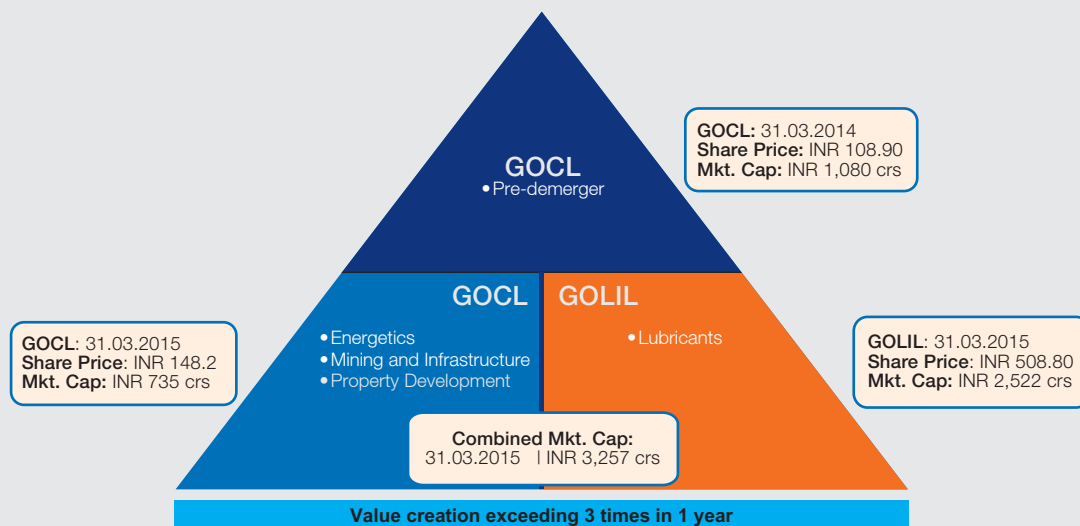 GOCL
•Pre-demerger
GOCL: 31.03.2014
Share Price: INR 108.90
Mkt. Cap: INR 1,080 crs
GOCL
•Energetics
•Mining and Infrastructure
•Property Development
GOLIL
•Lubricants
GOCL: 31.03.2015
Share Price: INR 148.2
Mkt. Cap: INR 735 crs
GOLIL: 31.03.2015
Share Price: INR 508.80
Mkt. Cap: INR 2,522 crs
Combined Mkt. Cap:
31.03.2015 | INR 3,257 crs
Value creation exceeding 3 times in 1 year